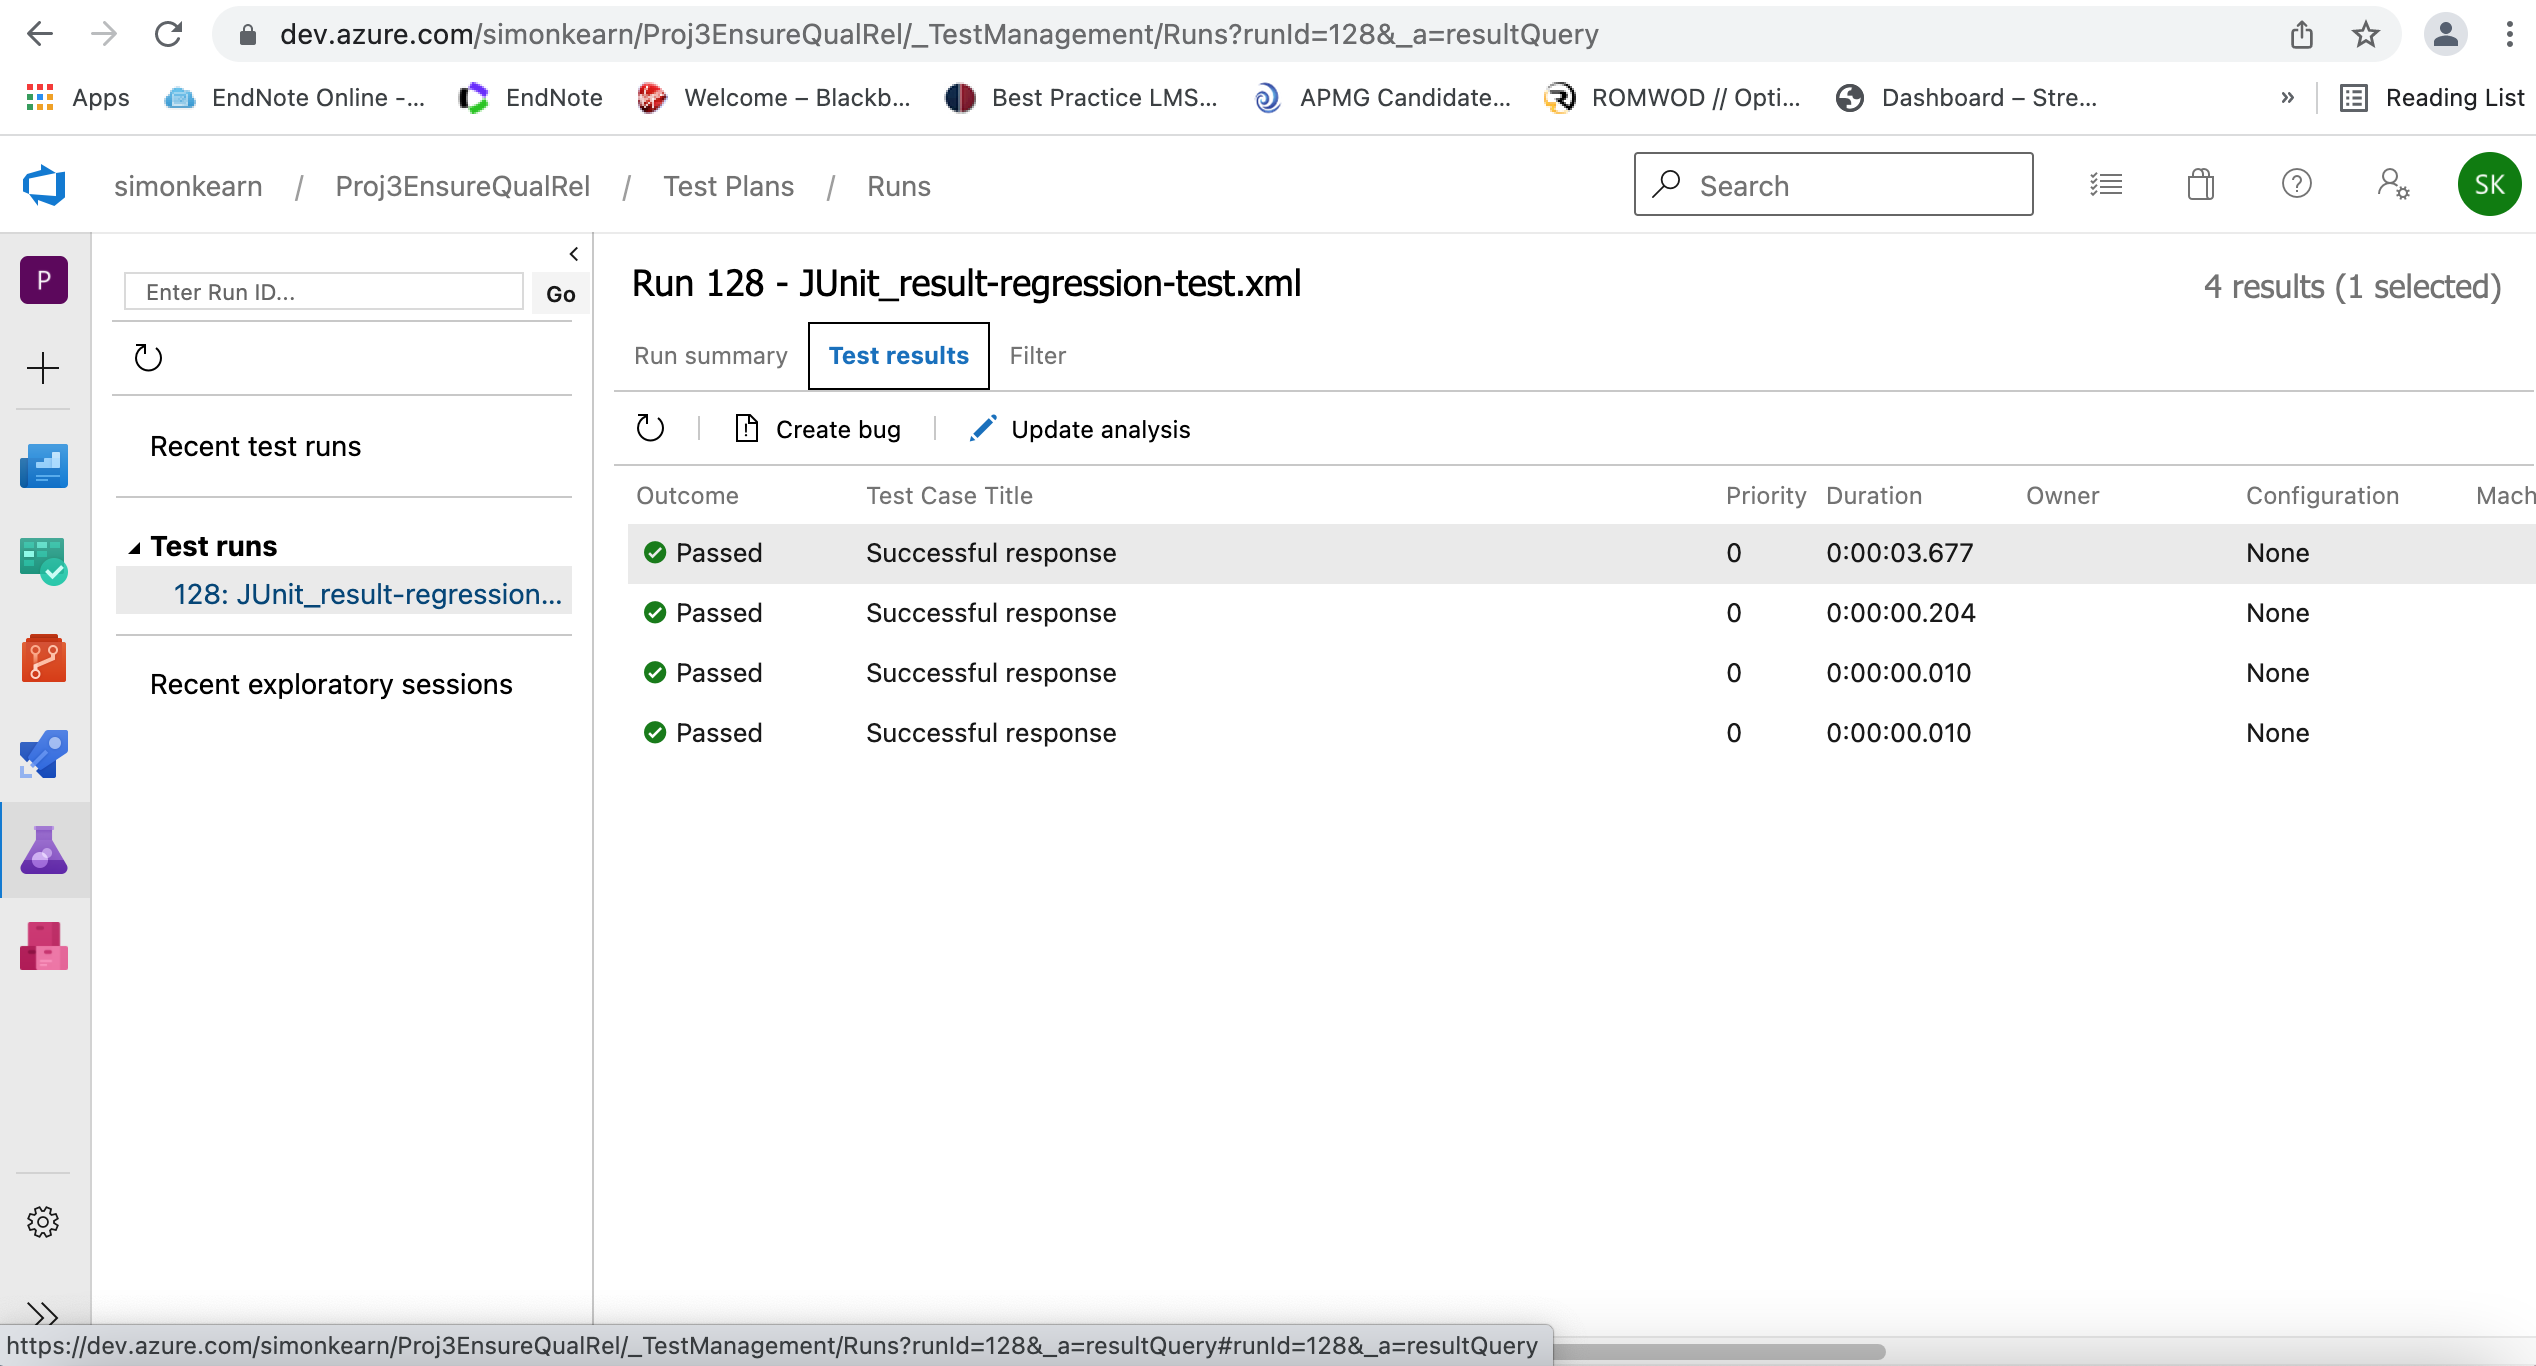 dev.azure.com/simonkearn/Proj3EnsureQualRel/_TestManagement/Runs?runId=128&_a=resultQuery
Apps EndNote Online -... EndNote Welcome – Blackb... Best Practice LMS... APMG Candidate... ROMWOD // Opti... Dashboard – Stre... » Reading List
simonkearn / Proj3EnsureQualRel / Test Plans / Runs Search SK
P
Enter Run ID... Go
Recent test runs
Test runs
128: JUnit_result-regression...
Recent exploratory sessions
Run 128 - JUnit_result-regression-test.xml 4 results (1 selected)
Run summary Test results Filter
Create bug Update analysis
Outcome Test Case Title Priority Duration Owner Configuration Mach
Passed Successful response 0 0:00:03.677 None
Passed Successful response 0 0:00:00.204 None
Passed Successful response 0 0:00:00.010 None
Passed Successful response 0 0:00:00.010 None
https://dev.azure.com/simonkearn/Proj3EnsureQualRel/_TestManagement/Runs?runId=128&_a=resultQuery#runId=128&_a=resultQuery